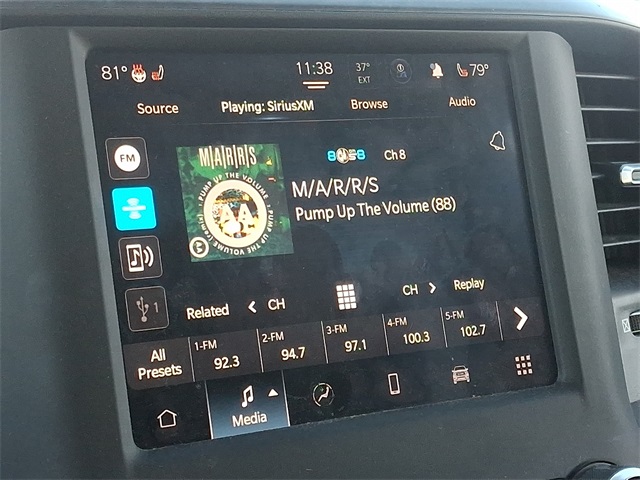 81° 11:38 37° EXT 79°
Source Playing: SiriusXM Browse Audio
FM
M|A|R|R|S
PUMP UP THE VOLUME
Ch 8
M/A/R/R/S
Pump Up The Volume (88)
1
Related CH CH Replay
All Presets
1-FM 92.3
2-FM 94.7
3-FM 97.1
4-FM 100.3
5-FM 102.7
Media